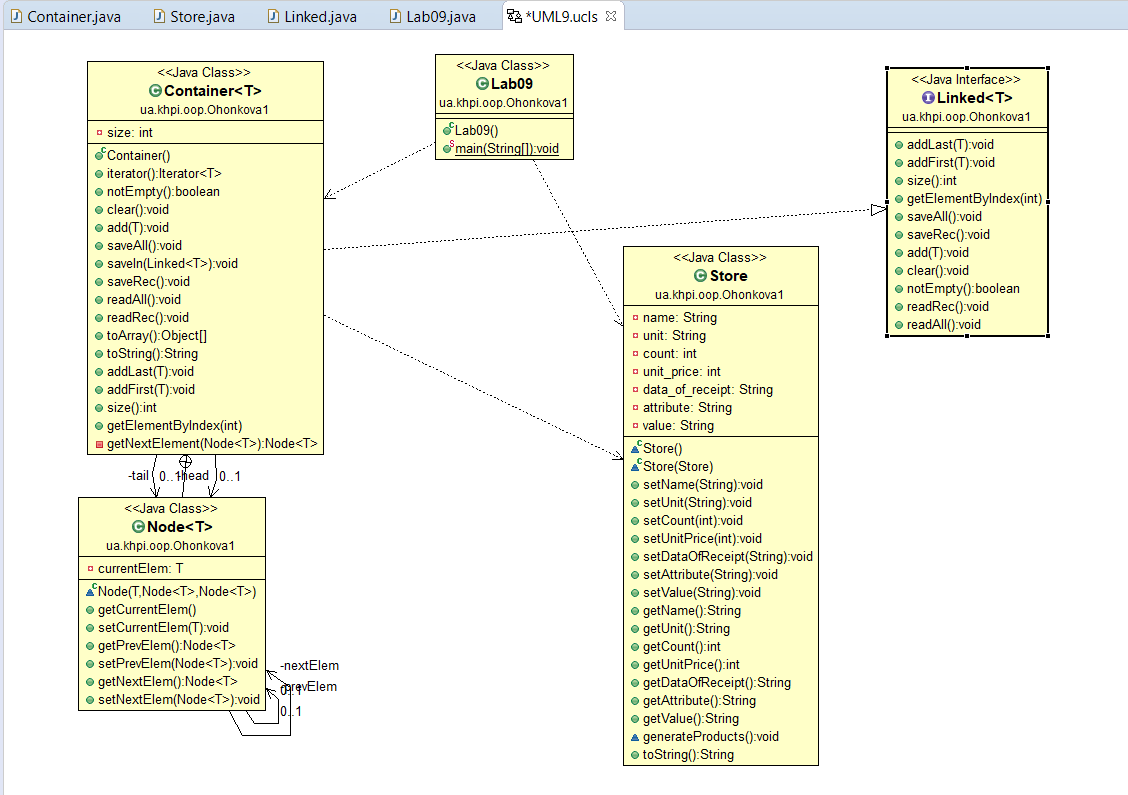 Container.java Store.java Linked.java Lab09.java *UML9.ucls
<<Java Class>>
Container<T>
ua.khpi.oop.Ohonkova1
size: int
Container()
iterator():Iterator<T>
notEmpty():boolean
clear():void
add(T):void
saveAll():void
saveIn(Linked<T>):void
saveRec():void
readAll():void
readRec():void
toArray():Object[]
toString():String
addLast(T):void
addFirst(T):void
size():int
getElementByIndex(int)
getNextElement(Node<T>):Node<T>
<<Java Class>>
Lab09
ua.khpi.oop.Ohonkova1
Lab09()
main(String[]):void
<<Java Interface>>
Linked<T>
ua.khpi.oop.Ohonkova1
addLast(T):void
addFirst(T):void
size():int
getElementByIndex(int)
saveAll():void
saveRec():void
add(T):void
clear():void
notEmpty():boolean
readRec():void
readAll():void
<<Java Class>>
Store
ua.khpi.oop.Ohonkova1
name: String
unit: String
count: int
unit_price: int
data_of_receipt: String
attribute: String
value: String
Store()
Store(Store)
setName(String):void
setUnit(String):void
setCount(int):void
setUnitPrice(int):void
setDataOfReceipt(String):void
setAttribute(String):void
setValue(String):void
getName():String
getUnit():String
getCount():int
getUnitPrice():int
getDataOfReceipt():String
getAttribute():String
getValue():String
generateProducts():void
toString():String
-tail 0..1 -head 0..1
<<Java Class>>
Node<T>
ua.khpi.oop.Ohonkova1
currentElem: T
Node(T,Node<T>,Node<T>)
getCurrentElem()
setCurrentElem(T):void
getPrevElem():Node<T>
setPrevElem(Node<T>):void
getNextElem():Node<T>
setNextElem(Node<T>):void
-nextElem
-prevElem
0..1
0..1